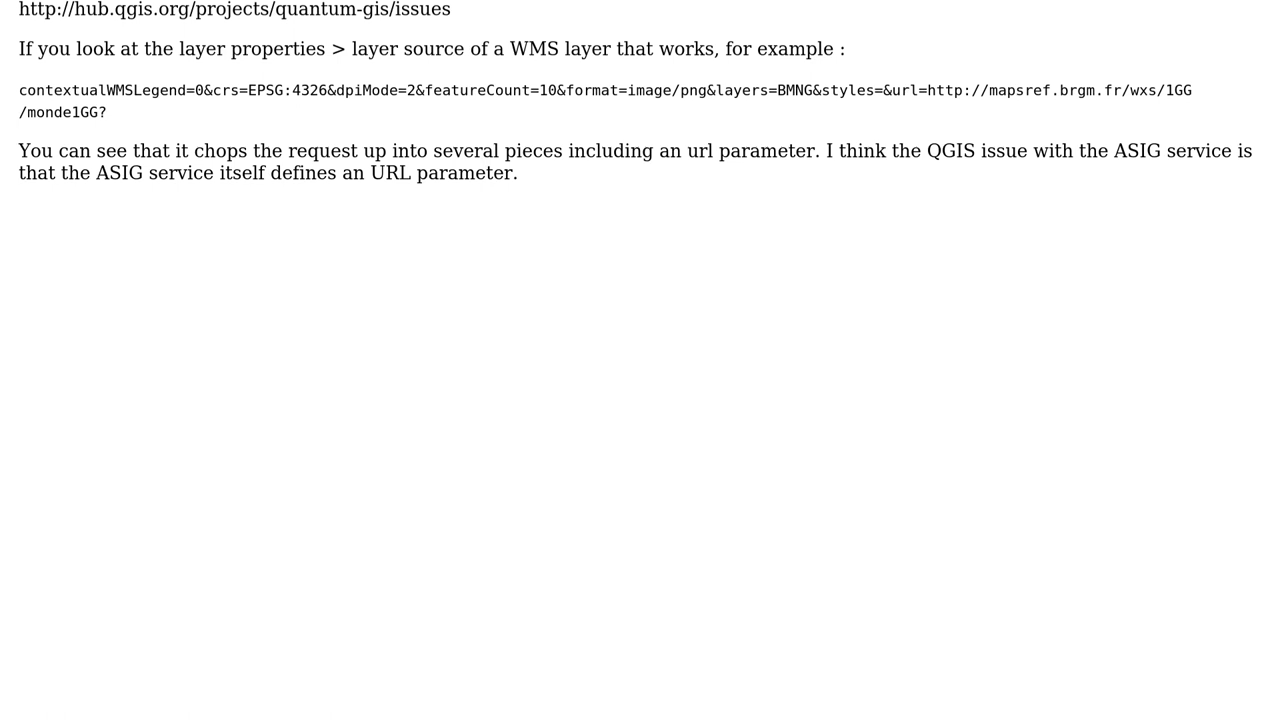 http://hub.qgis.org/projects/quantum-gis/issues
If you look at the layer properties > layer source of a WMS layer that works, for example :
contextualWMSLegend=0&crs=EPSG:4326&dpiMode=2&featureCount=10&format=image/png&layers=BMNG&styles=&url=http://mapsref.brgm.fr/wxs/1GG
/monde1GG?
You can see that it chops the request up into several pieces including an url parameter. I think the QGIS issue with the ASIG service is
that the ASIG service itself defines an URL parameter.